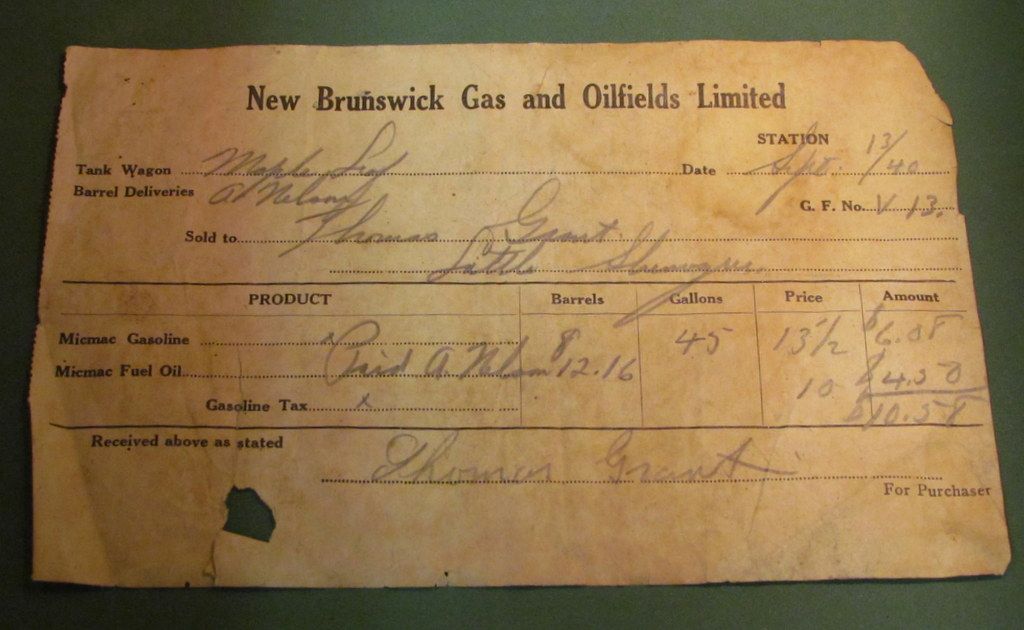 New Brunswick Gas and Oilfields Limited
STATION
Tank Wagon Maple Leaf Date Sept. 13/40
Barrel Deliveries A Nelson G. F. No. V 13.
Sold to Thomas Grant
Little
PRODUCT Barrels Gallons Price Amount
Micmac Gasoline 45 13½ $6.08
Micmac Fuel Oil Paid A Nelson $12.16 10 $4.50
Gasoline Tax x $10.58
Received above as stated
Thomas Grant
For Purchaser